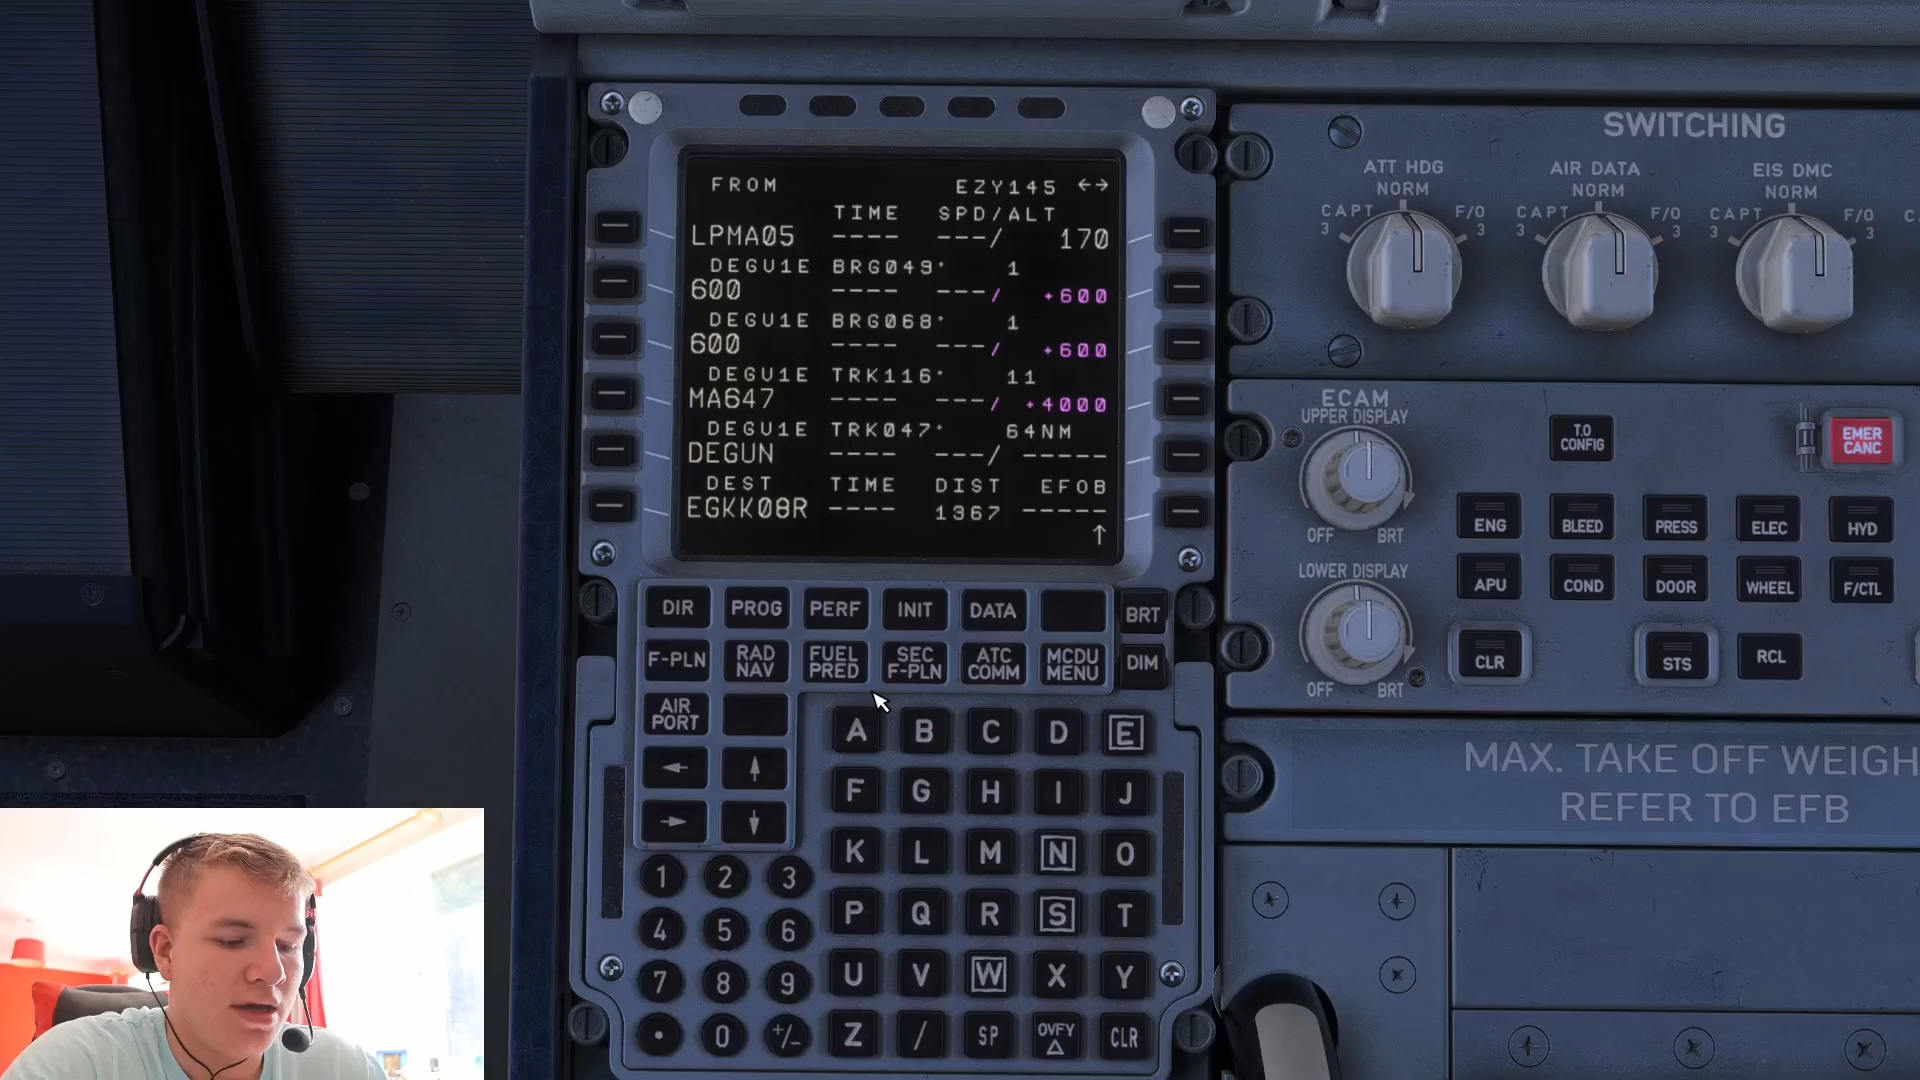 FROM EZY145 ←→
TIME SPD/ALT
LPMA05 ---- ---/ 170
DEGU1E BRG049° 1
600 ---- ---/ +600
DEGU1E BRG068° 1
600 ---- ---/ +600
DEGU1E TRK116° 11
MA647 ---- ---/ +4000
DEGU1E TRK047° 64NM
DEGUN ---- ---/ -----
DEST TIME DIST EFOB
EGKK08R ---- 1367 -----
↑
DIR PROG PERF INIT DATA BRT
F-PLN RAD NAV FUEL PRED SEC F-PLN ATC COMM MCDU MENU DIM
AIR PORT
← ↑
→ ↓
A B C D E
F G H I J
K L M N O
P Q R S T
U V W X Y
Z / SP OVFY △ CLR
1 2 3
4 5 6
7 8 9
. 0 +/-
SWITCHING
ATT HDG AIR DATA EIS DMC
NORM NORM NORM
CAPT 3 F/O 3 CAPT 3 F/O 3 CAPT 3 F/O 3 C
ECAM
UPPER DISPLAY
OFF BRT
LOWER DISPLAY
OFF BRT
T.O CONFIG
EMER CANC
ENG BLEED PRESS ELEC HYD
APU COND DOOR WHEEL F/CTL
CLR STS RCL
MAX. TAKE OFF WEIGH
REFER TO EFB